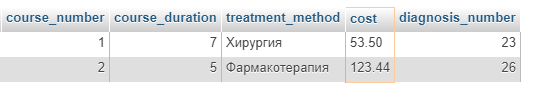 course_number course_duration treatment_method cost diagnosis_number
1 7 Хирургия 53.50 23
2 5 Фармакотерапия 123.44 26